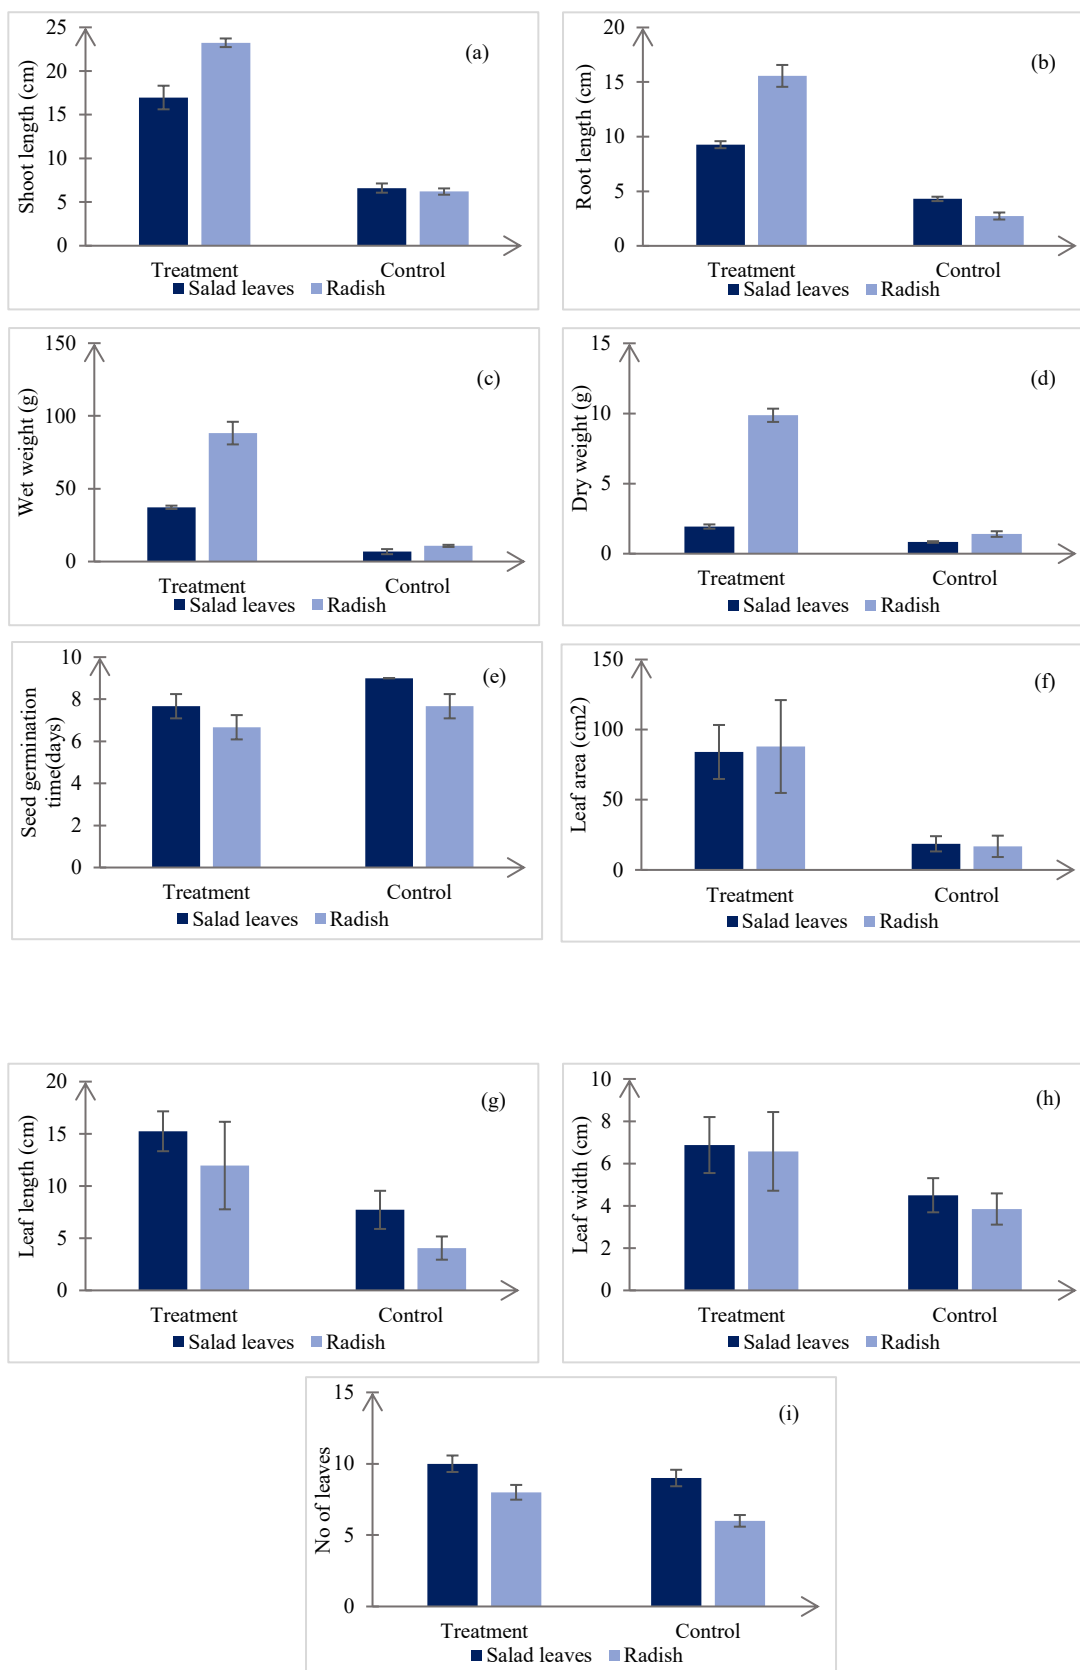 (a)
Shoot length (cm)
25
20
15
10
5
0
Treatment Control
Salad leaves Radish
(b)
Root length (cm)
20
15
10
5
0
Treatment Control
Salad leaves Radish
(c)
Wet weight (g)
150
100
50
0
Treatment Control
Salad leaves Radish
(d)
Dry weight (g)
15
10
5
0
Treatment Control
Salad leaves Radish
(e)
Seed germination
time(days)
10
8
6
4
2
0
Treatment Control
Salad leaves Radish
(f)
Leaf area (cm2)
150
100
50
0
Treatment Control
Salad leaves Radish
(g)
Leaf length (cm)
20
15
10
5
0
Treatment Control
Salad leaves Radish
(h)
Leaf width (cm)
10
8
6
4
2
0
Treatment Control
Salad leaves Radish
(i)
No of leaves
15
10
5
0
Treatment Control
Salad leaves Radish